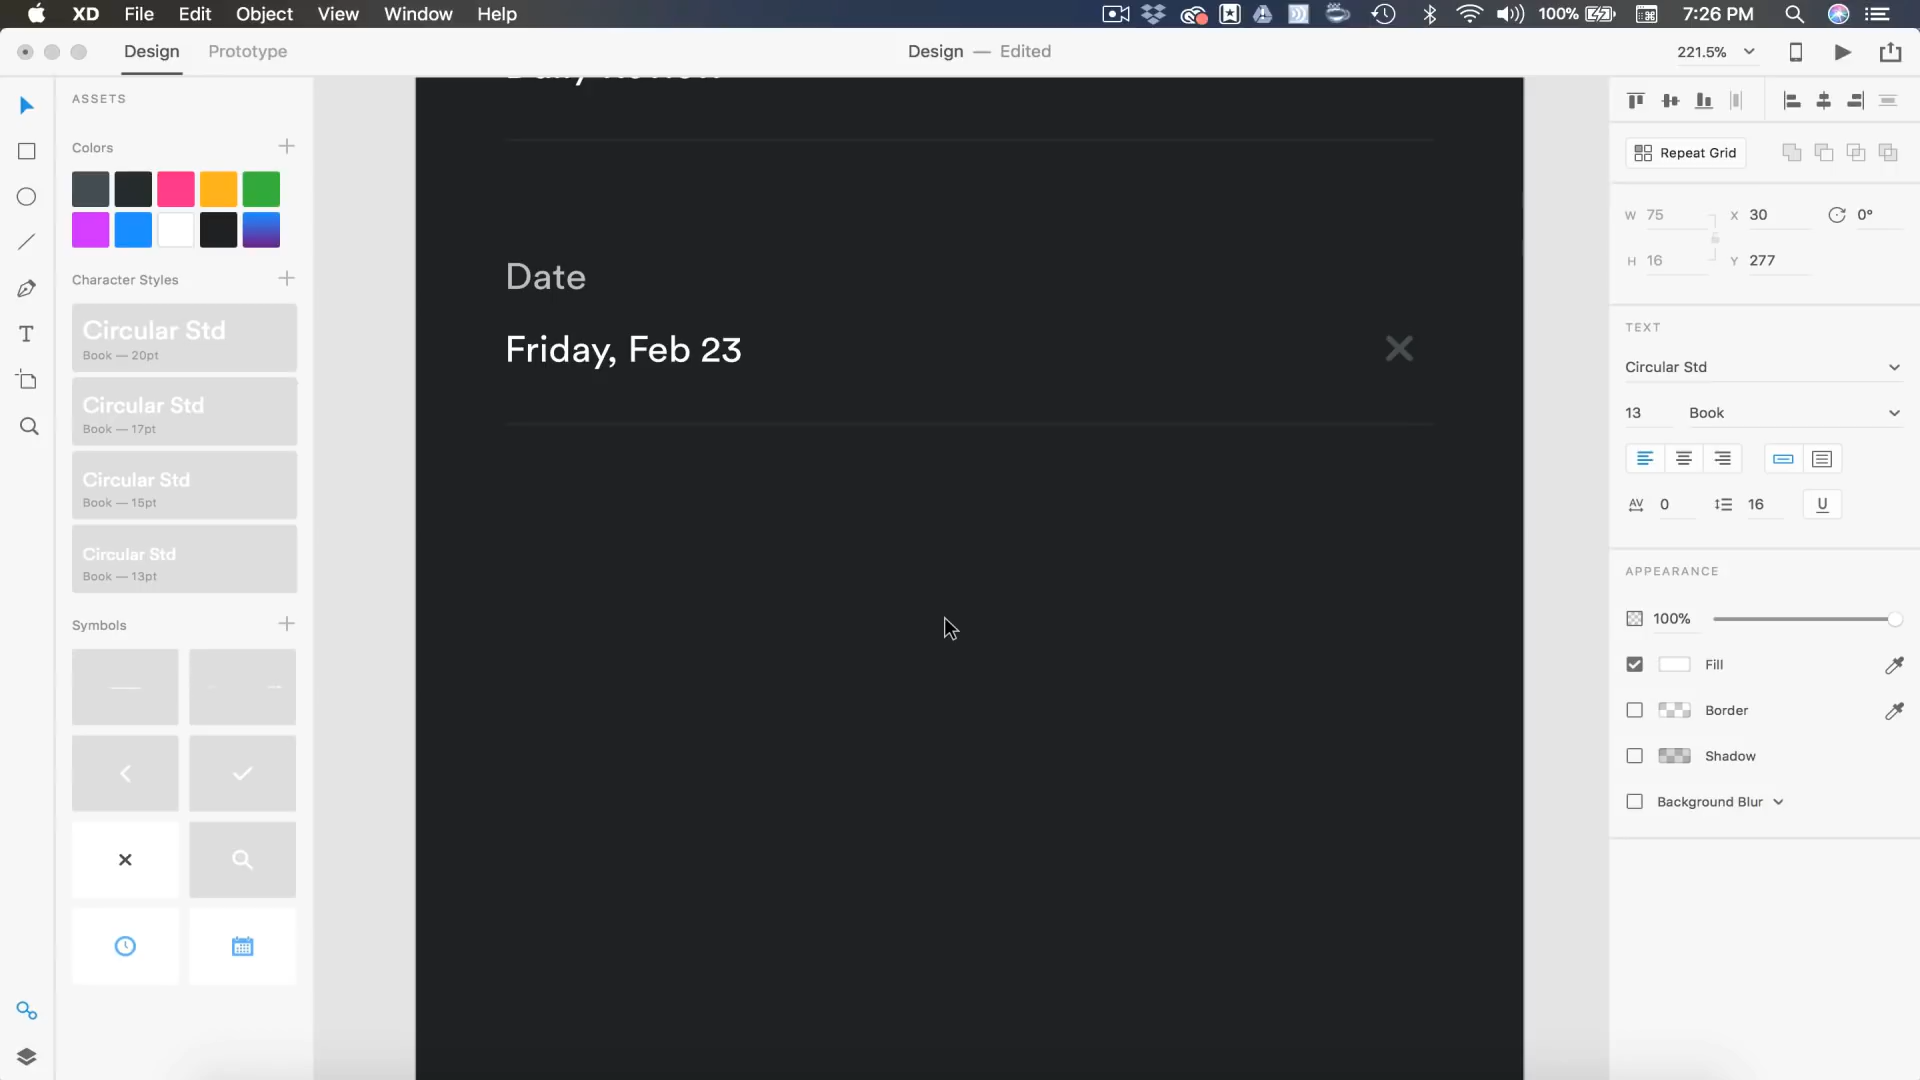 XD File Edit Object View Window Help 100% 7:26 PM
Design Prototype Design — Edited 221.5%
ASSETS
Colors
Character Styles
Circular Std
Book — 20pt
Circular Std
Book — 17pt
Circular Std
Book — 15pt
Circular Std
Book — 13pt
Symbols
Daily Review
Date
Friday, Feb 23
Repeat Grid
W 75 X 30 0°
H 16 Y 277
TEXT
Circular Std
13 Book
AV 0 16 U
APPEARANCE
100%
Fill
Border
Shadow
Background Blur